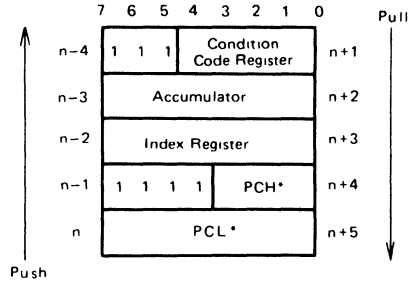 7 6 5 4 3 2 1 0
Pull
n-4 1 1 1 Condition Code Register n+1
n-3 Accumulator n+2
n-2 Index Register n+3
n-1 1 1 1 1 PCH* n+4
n PCL* n+5
Push